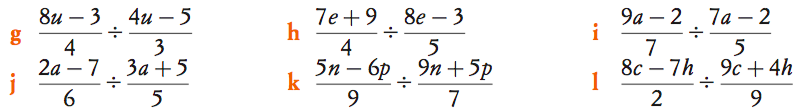 g (8u − 3)/4 ÷ (4u − 5)/3 h (7e + 9)/4 ÷ (8e − 3)/5 i (9a − 2)/7 ÷ (7a − 2)/5
j (2a − 7)/6 ÷ (3a + 5)/5 k (5n − 6p)/9 ÷ (9n + 5p)/7 l (8c − 7h)/2 ÷ (9c + 4h)/9